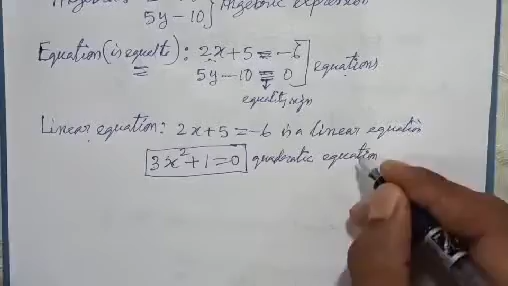 5y-10] Algebraic expression
Equation (is equal to): 2x+5 = -6
5y-10 = 0] equations
equality sign
Linear equation: 2x+5 = -6 is a linear equation
3x²+1=0 quadratic equation